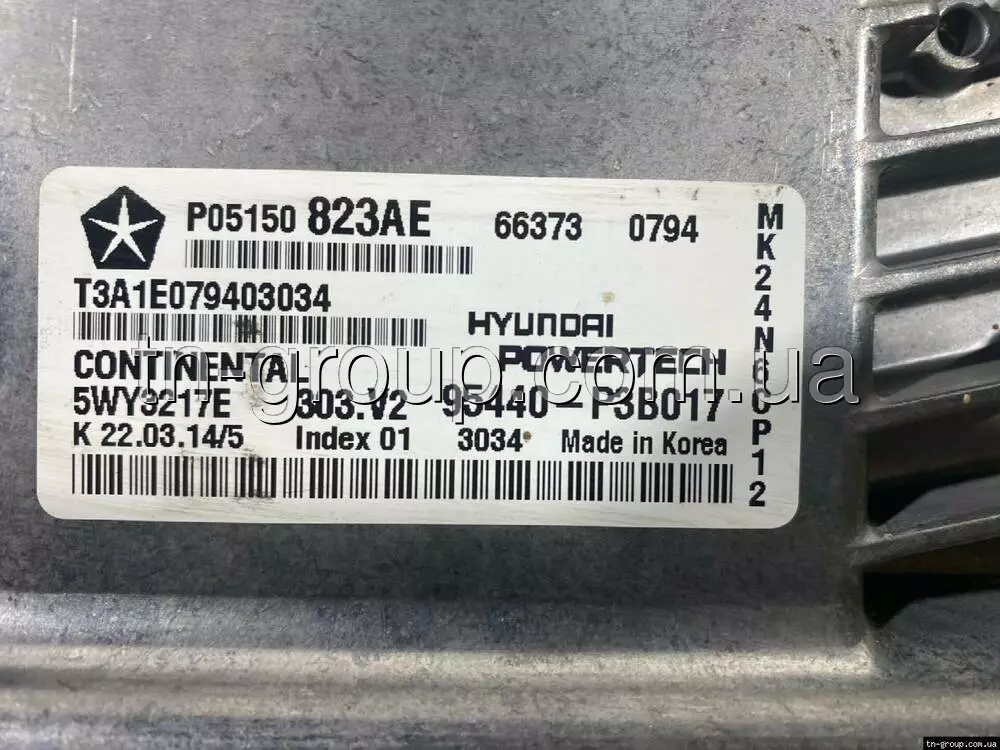 P05150 823AE 66373 0794
T3A1E079403034
HYUNDAI
CONTINENTAL POWERTECH
5WY9217E 303.V2 95440-P3B017
K 22.03.14/5 Index 01 3034 Made in Korea
MK24N60P12
tn-group.com.ua
tn-group.com.ua